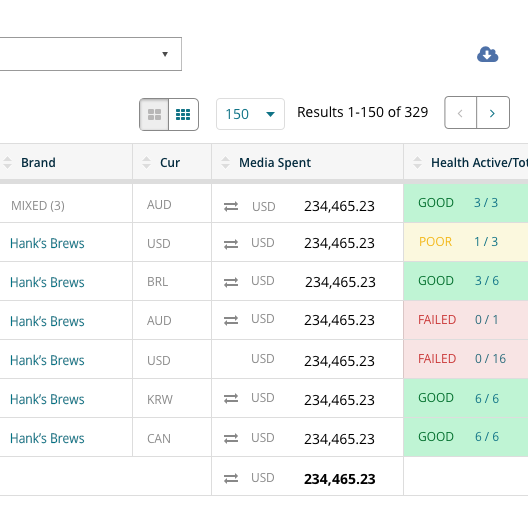 150 Results 1-150 of 329
Brand Cur Media Spent Health Active/Tot
MIXED (3) AUD USD 234,465.23 GOOD 3 / 3
Hank's Brews USD USD 234,465.23 POOR 1 / 3
Hank's Brews BRL USD 234,465.23 GOOD 3 / 6
Hank's Brews AUD USD 234,465.23 FAILED 0 / 1
Hank's Brews USD USD 234,465.23 FAILED 0 / 16
Hank's Brews KRW USD 234,465.23 GOOD 6 / 6
Hank's Brews CAN USD 234,465.23 GOOD 6 / 6
USD 234,465.23